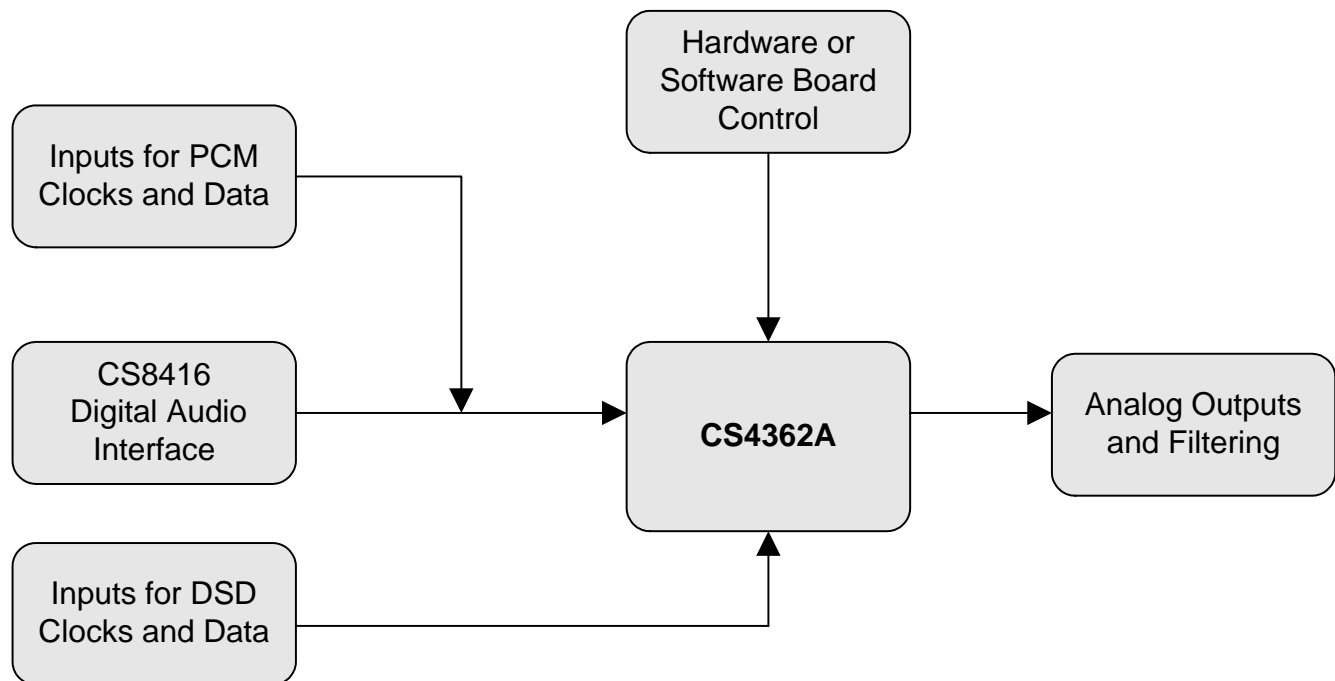 Hardware or
Software Board
Control
Inputs for PCM
Clocks and Data
CS8416
Digital Audio
Interface
CS4362A
Analog Outputs
and Filtering
Inputs for DSD
Clocks and Data